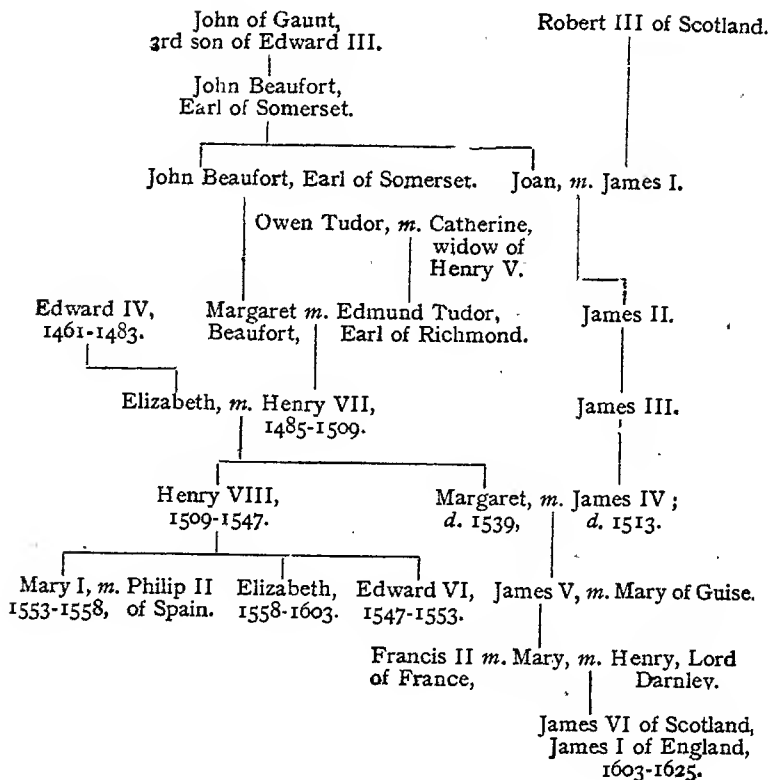 John of Gaunt,
3rd son of Edward III.
Robert III of Scotland.
John Beaufort,
Earl of Somerset.
John Beaufort, Earl of Somerset. Joan, m. James I.
Owen Tudor, m. Catherine,
widow of
Henry V.
Edward IV,
1461-1483.
Margaret m. Edmund Tudor,
Beaufort, Earl of Richmond.
James II.
Elizabeth, m. Henry VII,
1485-1509.
James III.
Henry VIII,
1509-1547.
Margaret, m. James IV;
d. 1539, d. 1513.
Mary I, m. Philip II
1553-1558, of Spain.
Elizabeth,
1558-1603.
Edward VI,
1547-1553.
James V, m. Mary of Guise.
Francis II m. Mary, m. Henry, Lord
of France, Darnley.
James VI of Scotland,
James I of England,
1603-1625.